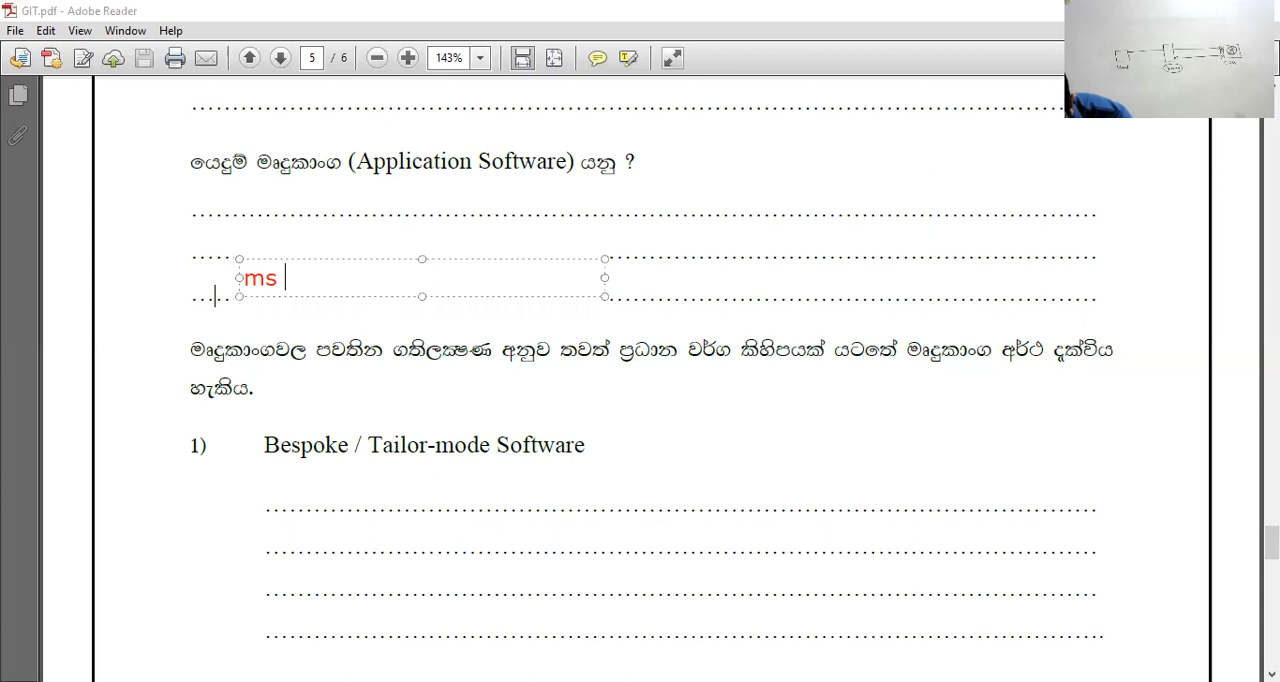 GIT.pdf - Adobe Reader
File Edit View Window Help
5 / 6 143%
................................................................
යෙදුම් මෘදුකාංග (Application Software) යනු ?
................................................................
................................................................
ms
................................................................
මෘදුකාංගවල පවතින ගතිලක්ෂණ අනුව තවත් ප්‍රධාන වර්ග කිහිපයක් යටතේ මෘදුකාංග අර්ථ දැක්විය
හැකිය.
1) Bespoke / Tailor-mode Software
................................................................
................................................................
................................................................
................................................................